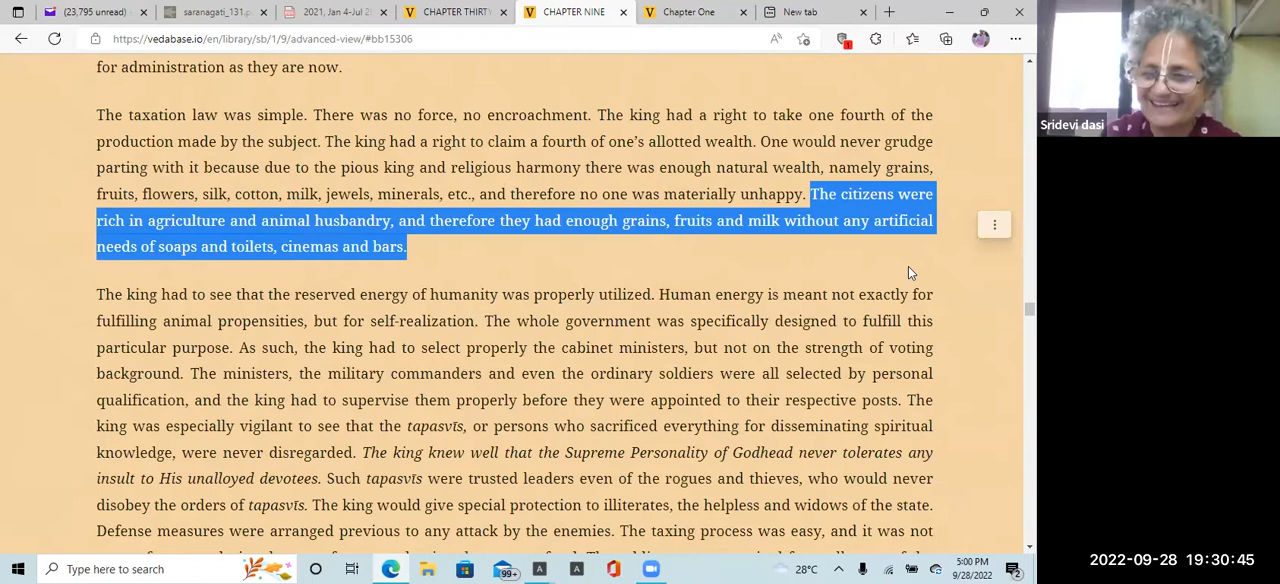 (23,795 unread)
saranagati_131.p
2021, Jan 4-Jul 2
CHAPTER THIRTY
CHAPTER NINE
Chapter One
New tab
https://vedabase.io/en/library/sb/1/9/advanced-view/#bb15306
for administration as they are now.
The taxation law was simple. There was no force, no encroachment. The king had a right to take one fourth of the
production made by the subject. The king had a right to claim a fourth of one's allotted wealth. One would never grudge
parting with it because due to the pious king and religious harmony there was enough natural wealth, namely grains,
fruits, flowers, silk, cotton, milk, jewels, minerals, etc., and therefore no one was materially unhappy. The citizens were
rich in agriculture and animal husbandry, and therefore they had enough grains, fruits and milk without any artificial
needs of soaps and toilets, cinemas and bars.
The king had to see that the reserved energy of humanity was properly utilized. Human energy is meant not exactly for
fulfilling animal propensities, but for self-realization. The whole government was specifically designed to fulfill this
particular purpose. As such, the king had to select properly the cabinet ministers, but not on the strength of voting
background. The ministers, the military commanders and even the ordinary soldiers were all selected by personal
qualification, and the king had to supervise them properly before they were appointed to their respective posts. The
king was especially vigilant to see that the tapasvīs, or persons who sacrificed everything for disseminating spiritual
knowledge, were never disregarded. The king knew well that the Supreme Personality of Godhead never tolerates any
insult to His unalloyed devotees. Such tapasvīs were trusted leaders even of the rogues and thieves, who would never
disobey the orders of tapasvīs. The king would give special protection to illiterates, the helpless and widows of the state.
Defense measures were arranged previous to any attack by the enemies. The taxing process was easy, and it was not
Sridevi dasi
Type here to search
99+
28°C
5:00 PM
9/28/2022
2022-09-28 19:30:45